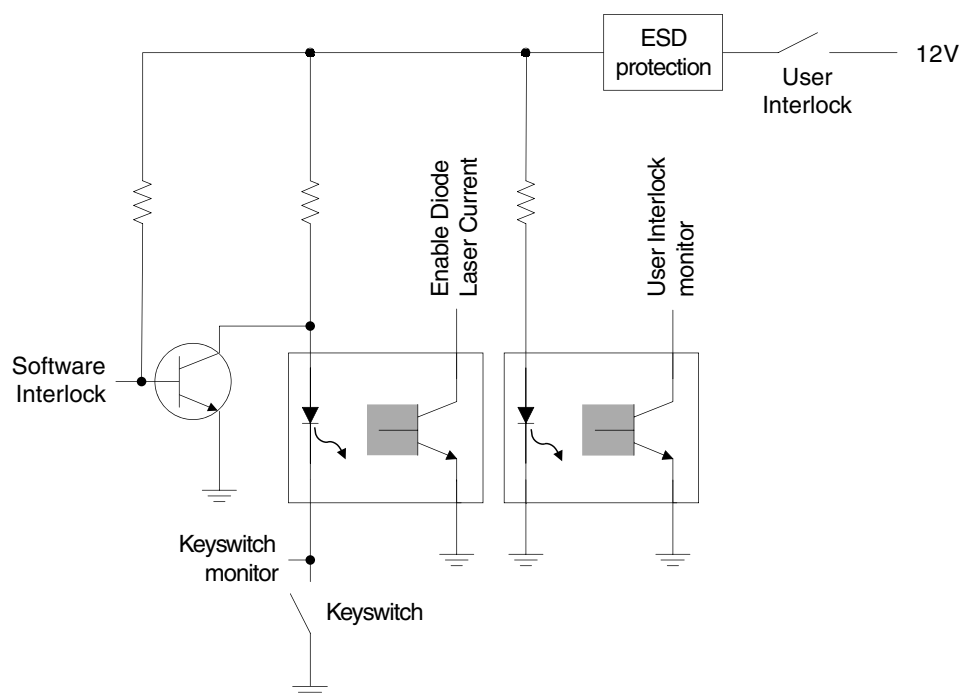 ESD
protection
12V
User
Interlock
Enable Diode
Laser Current
User Interlock
monitor
Software
Interlock
Keyswitch
monitor
Keyswitch